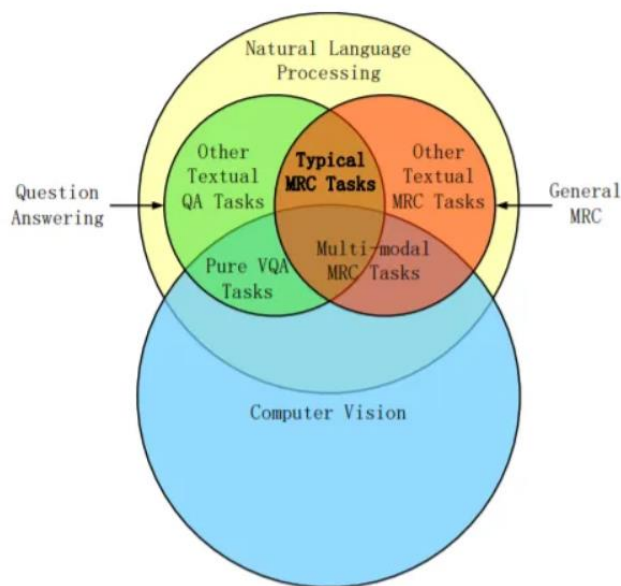 Natural Language
Processing
Other
Textual
QA Tasks
Typical
MRC Tasks
Other
Textual
MRC Tasks
Question
Answering
General
MRC
Pure VQA
Tasks
Multi-modal
MRC Tasks
Computer Vision